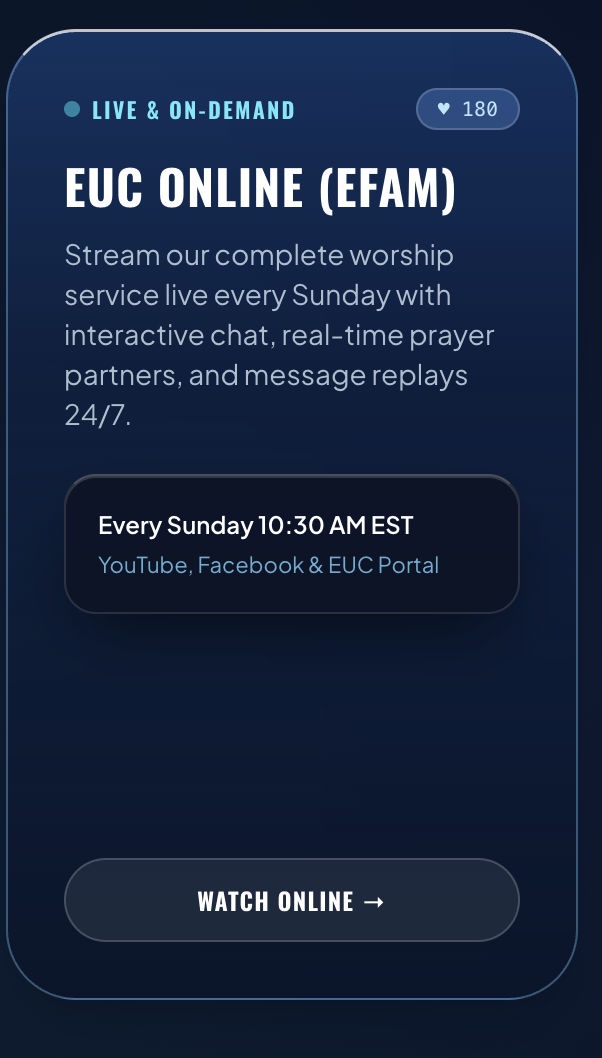 LIVE & ON-DEMAND
♥ 180
EUC ONLINE (EFAM)
Stream our complete worship
service live every Sunday with
interactive chat, real-time prayer
partners, and message replays
24/7.
Every Sunday 10:30 AM EST
YouTube, Facebook & EUC Portal
WATCH ONLINE →